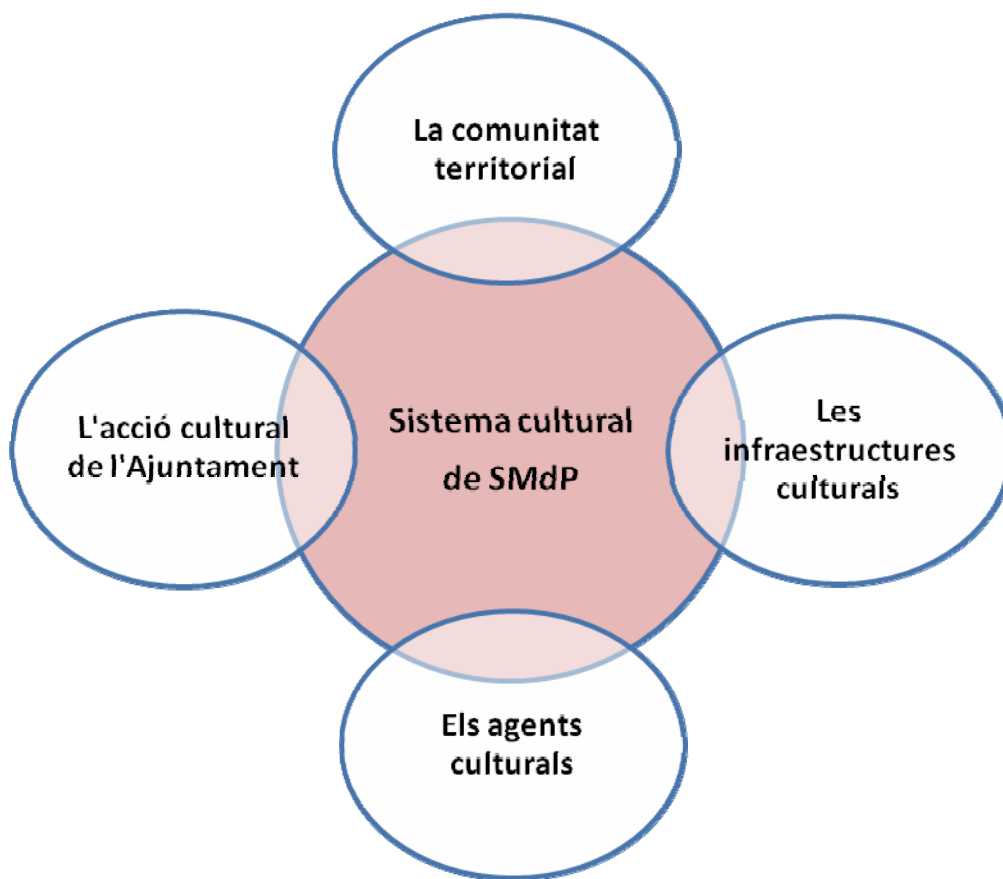 La comunitat
territorial
L'acció cultural
de l'Ajuntament
Sistema cultural
de SMdP
Les
infraestructures
culturals
Els agents
culturals